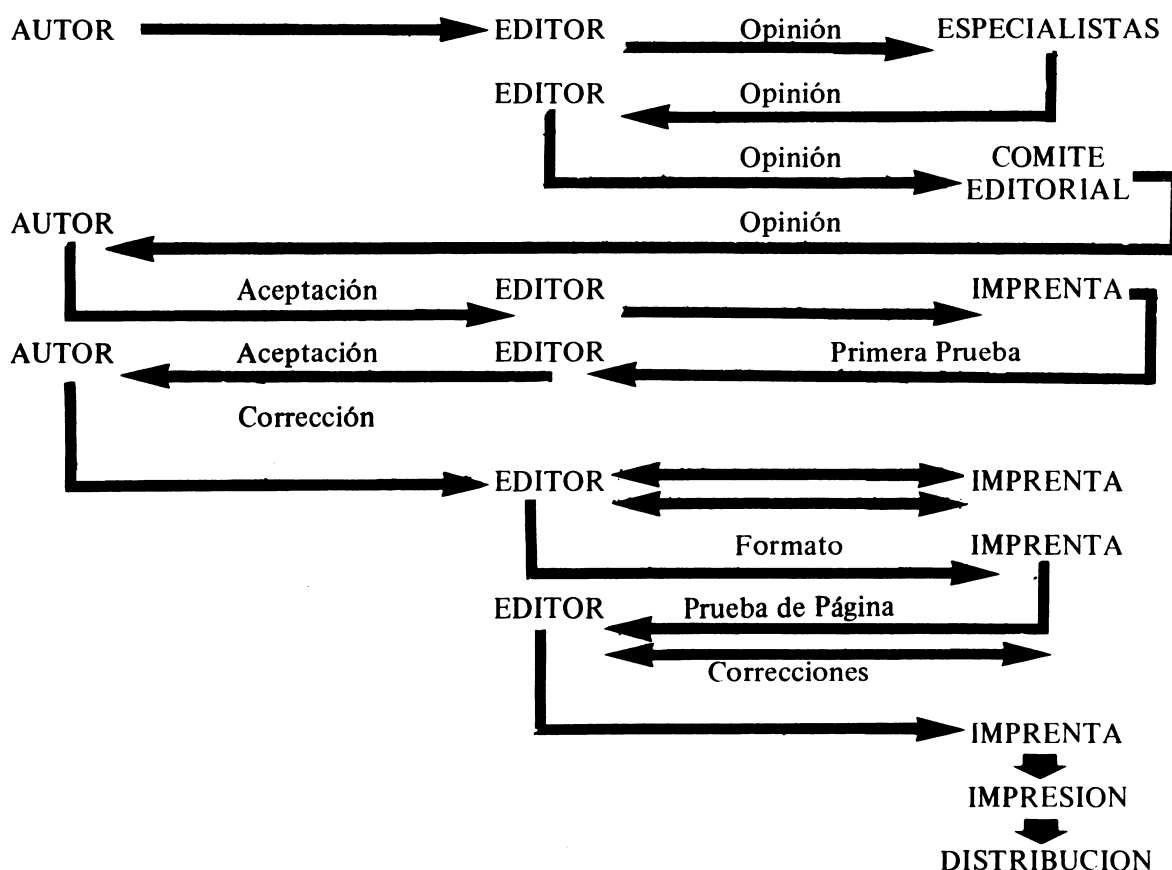 AUTOR EDITOR Opinión ESPECIALISTAS
EDITOR Opinión
Opinión COMITE
EDITORIAL
AUTOR Opinión
Aceptación EDITOR IMPRENTA
AUTOR Aceptación EDITOR Primera Prueba
Corrección
EDITOR IMPRENTA
Formato IMPRENTA
EDITOR Prueba de Página
Correcciones
IMPRENTA
IMPRESION
DISTRIBUCION